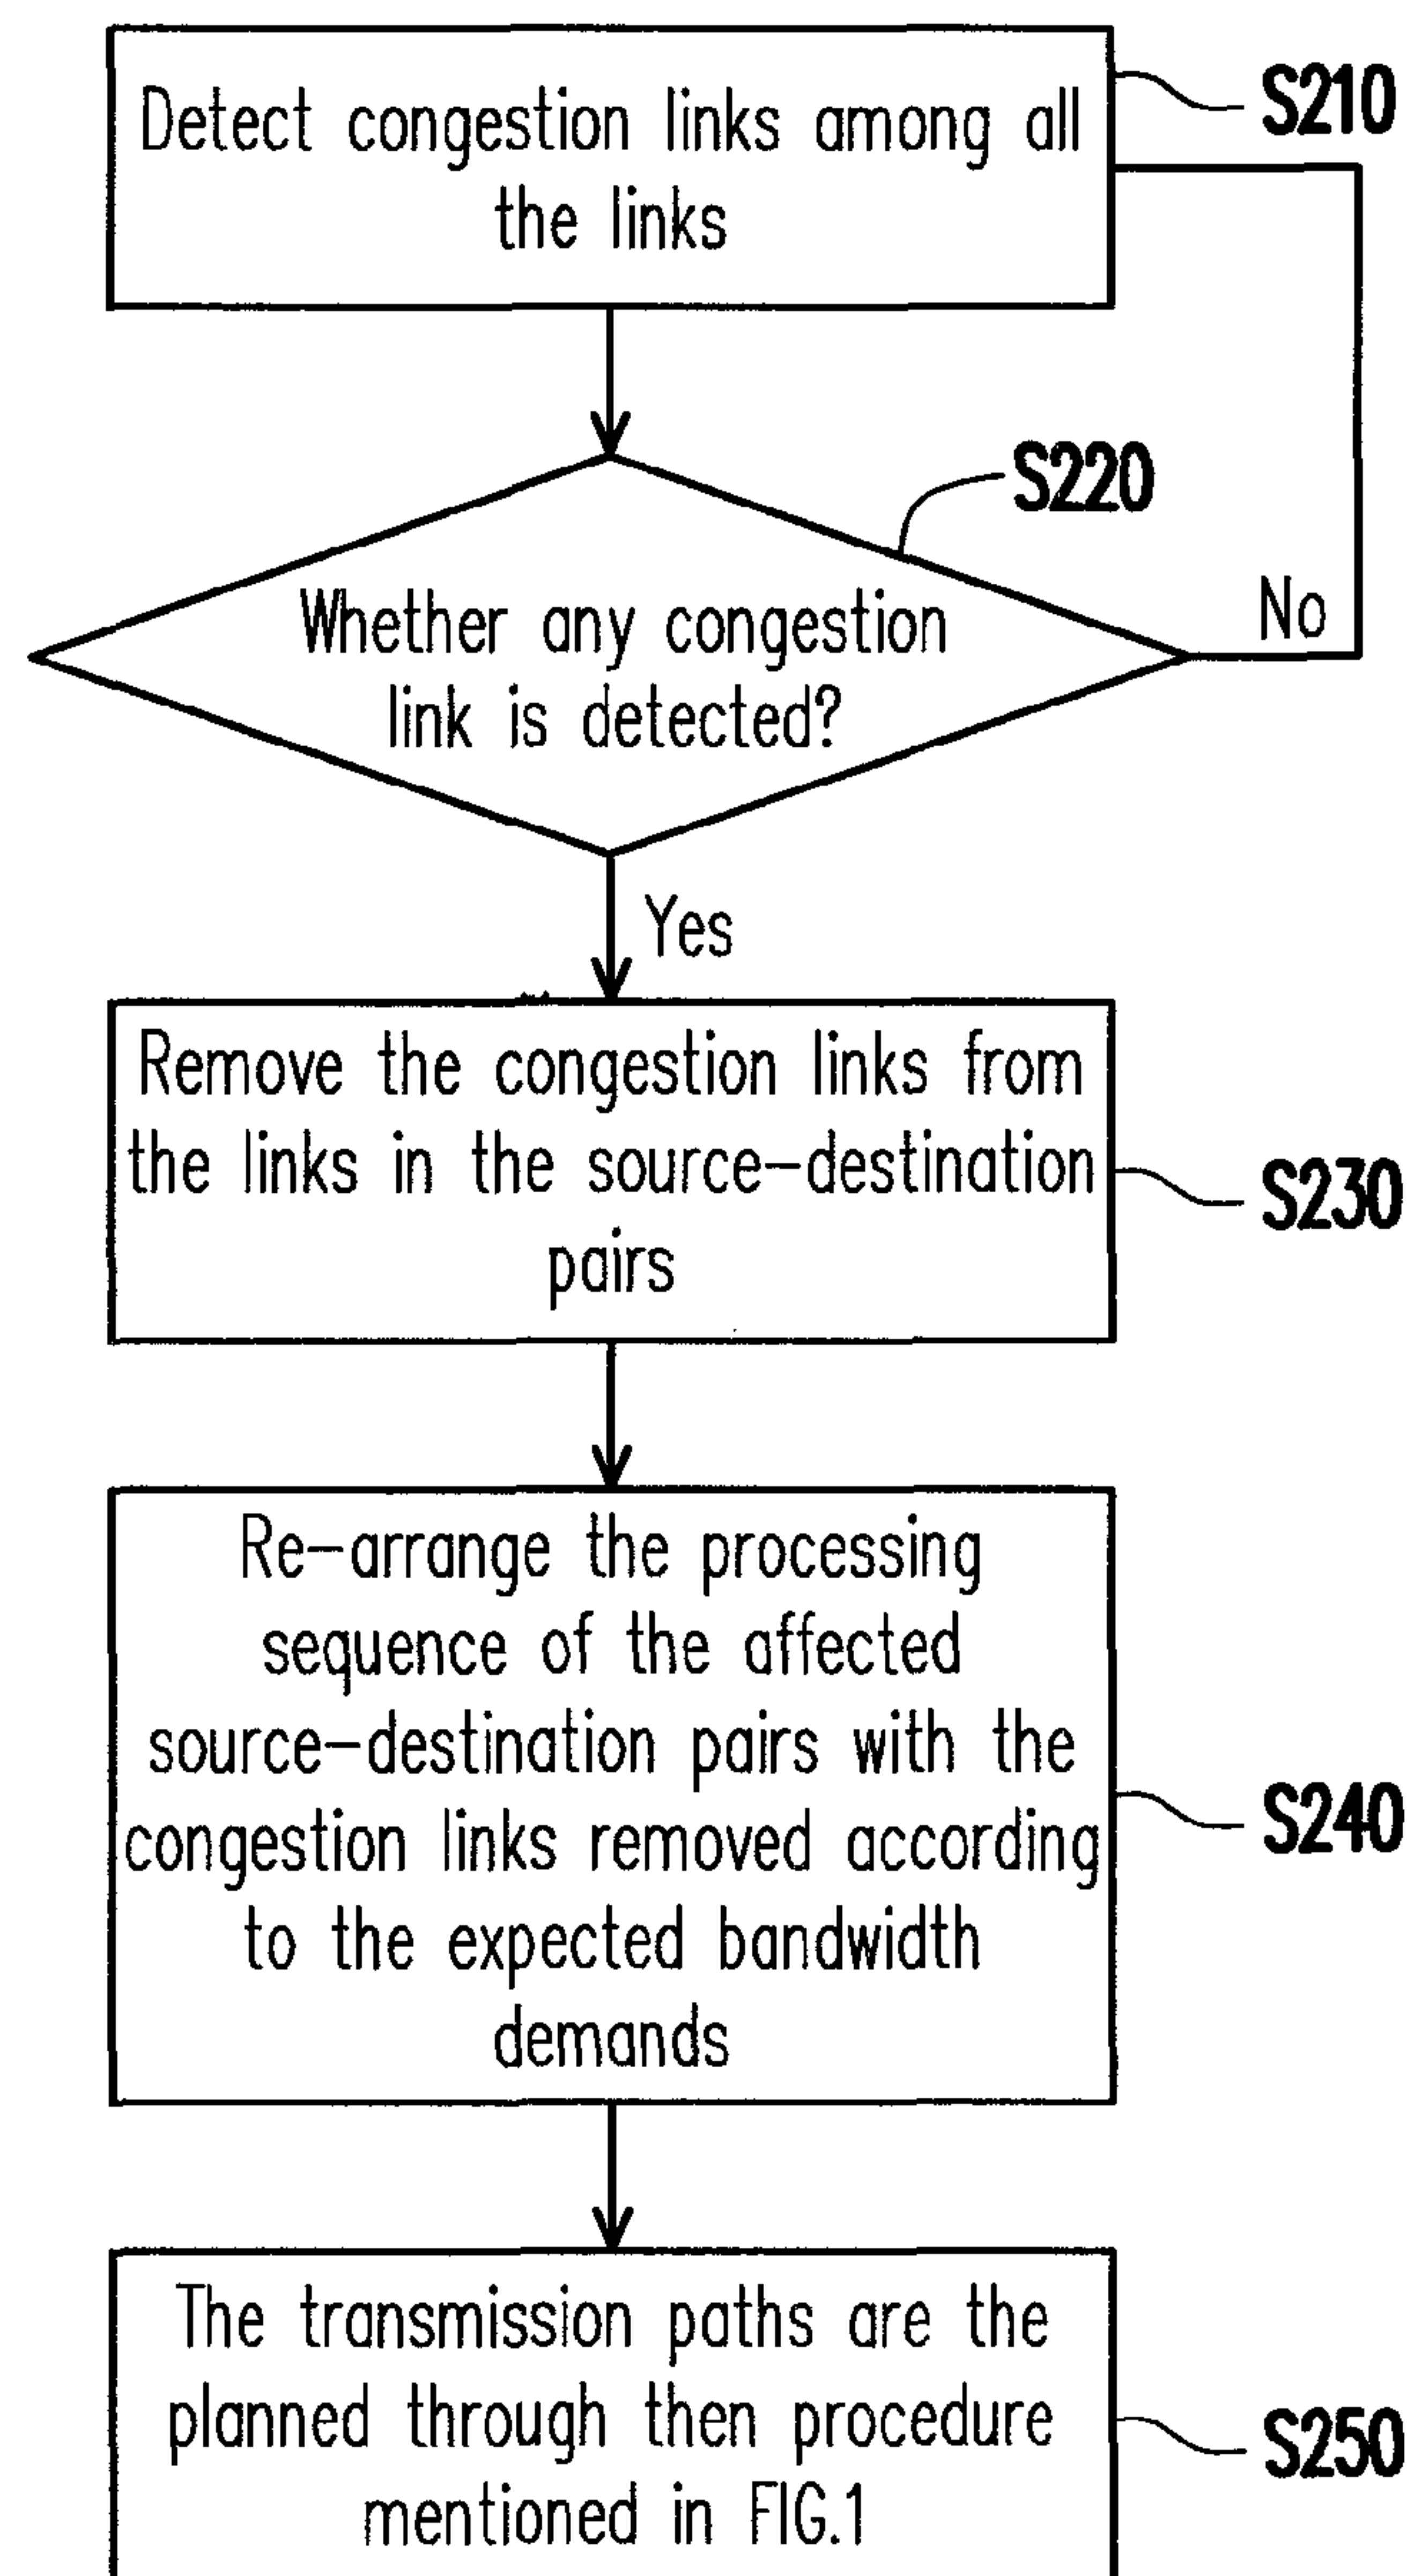 Detect congestion links among all
the links
S210
S220
Whether any congestion
link is detected?
No
Yes
Remove the congestion links from
the links in the source-destination
pairs
S230
Re-arrange the processing
sequence of the affected
source-destination pairs with the
congestion links removed according
to the expected bandwidth
demands
S240
The transmission paths are the
planned through then procedure
mentioned in FIG.1
S250